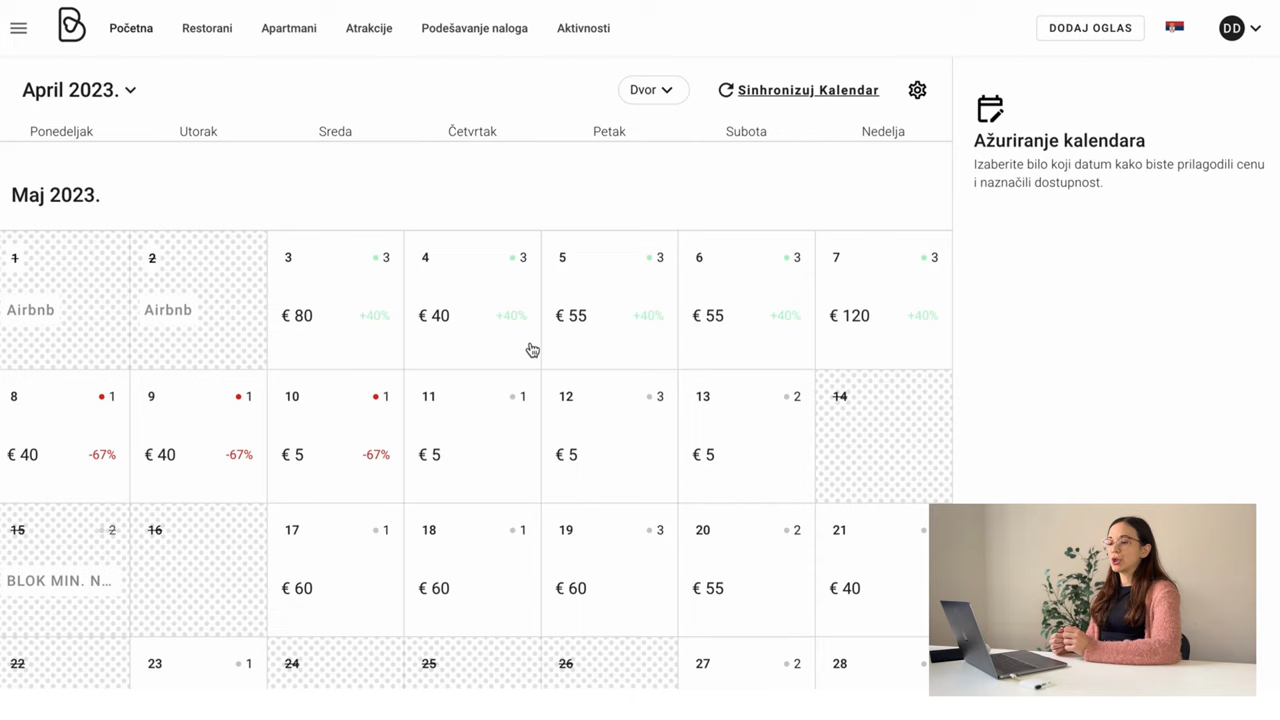 Početna Restorani Apartmani Atrakcije Podešavanje naloga Aktivnosti DODAJ OGLAS DD
April 2023. Dvor Sinhronizuj Kalendar
Ponedeljak Utorak Sreda Četvrtak Petak Subota Nedelja
Ažuriranje kalendara
Izaberite bilo koji datum kako biste prilagodili cenu
i naznačili dostupnost.
Maj 2023.
1 2 3 3 4 3 5 3 6 3 7 3
Airbnb Airbnb € 80 +40% € 40 +40% € 55 +40% € 55 +40% € 120 +40%
8 1 9 1 10 1 11 1 12 3 13 2 14
€ 40 -67% € 40 -67% € 5 -67% € 5 € 5 € 5
15 2 16 17 1 18 1 19 3 20 2 21
BLOK MIN. N... € 60 € 60 € 60 € 55 € 40
22 23 1 24 25 26 27 2 28